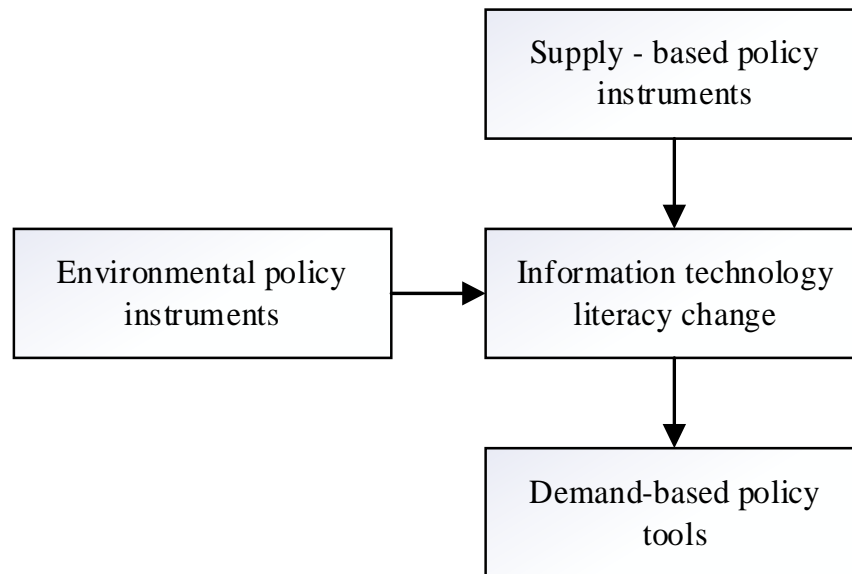 Supply - based policy
instruments
Environmental policy
instruments
Information technology
literacy change
Demand-based policy
tools